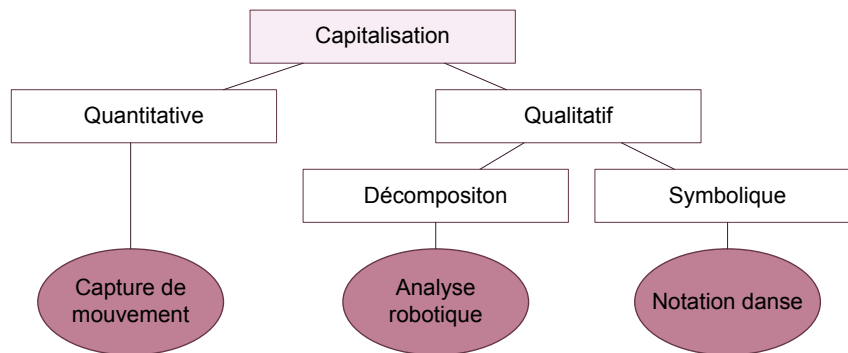 Capitalisation
Quantitative
Qualitatif
Décompositon
Symbolique
Capture de
mouvement
Analyse
robotique
Notation danse